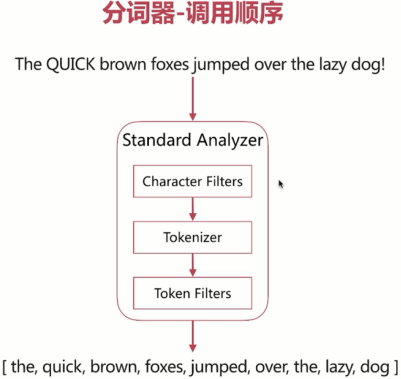 分词器-调用顺序
The QUICK brown foxes jumped over the lazy dog!
Standard Analyzer
Character Filters
Tokenizer
Token Filters
[ the, quick, brown, foxes, jumped, over, the, lazy, dog ]